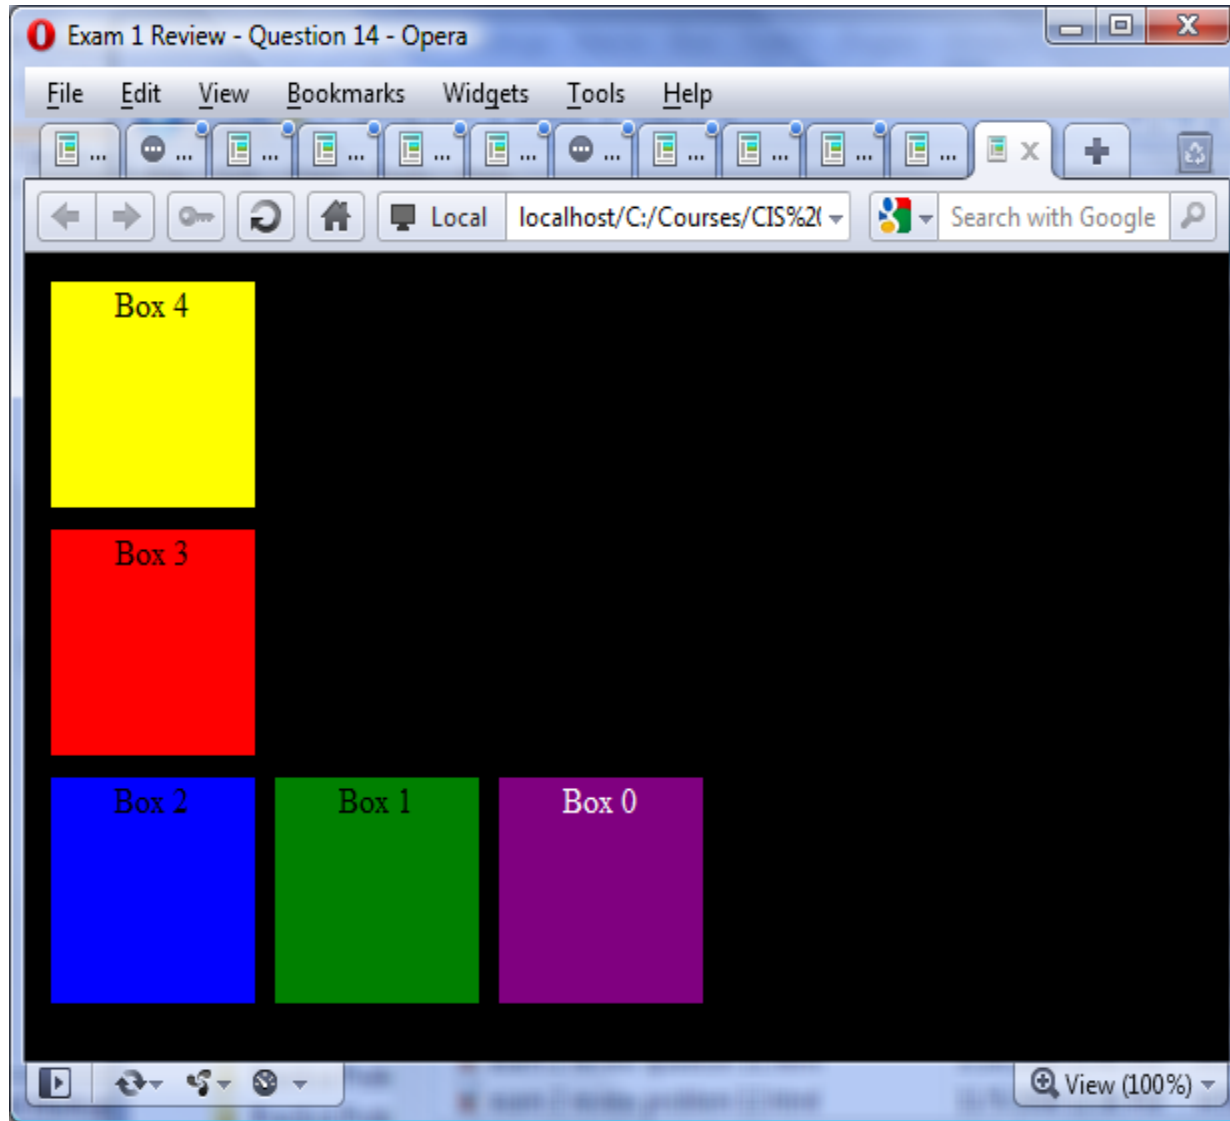 Exam 1 Review - Question 14 - Opera
File Edit View Bookmarks Widgets Tools Help
... ... ... ... ... ... ... ... ... ... ...
Local localhost/C:/Courses/CIS%2( Search with Google
Box 4
Box 3
Box 2 Box 1 Box 0
View (100%)